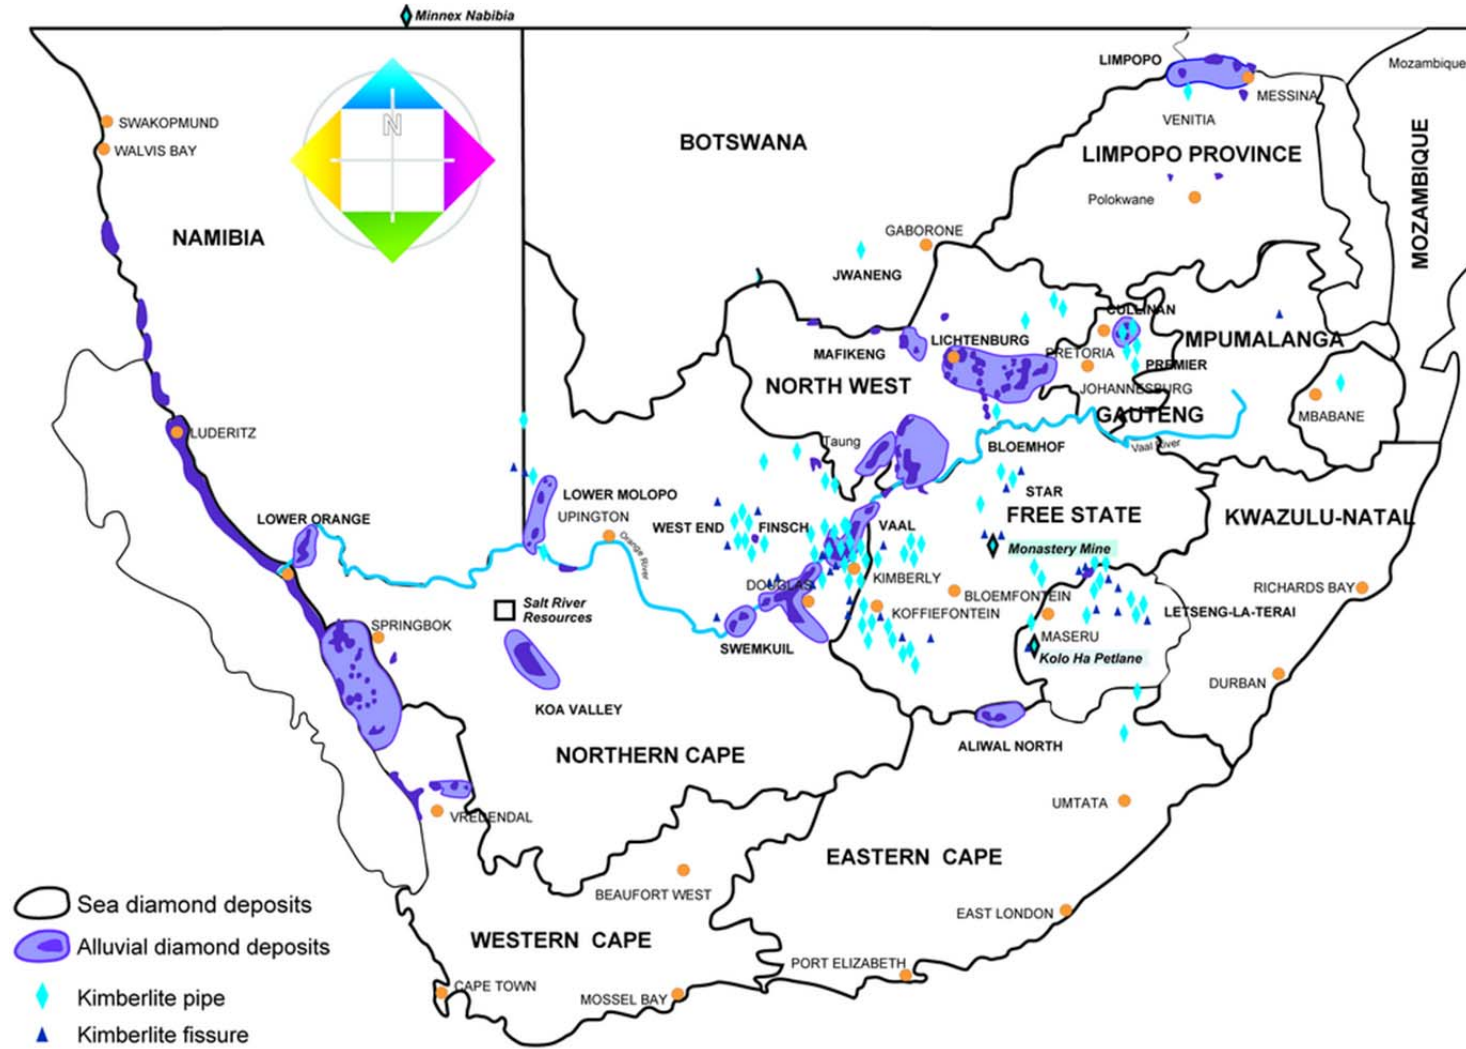 Minnex Nabibia
LIMPOPO
Mozambique
MESSINA
SWAKOPMUND
VENITIA
N
BOTSWANA
WALVIS BAY
LIMPOPO PROVINCE
MOZAMBIQUE
Polokwane
NAMIBIA
GABORONE
JWANENG
CULLINAN
LICHTENBURG
MPUMALANGA
MAFIKENG
PRETORIA
PREMIER
NORTH WEST
JOHANNESBURG
GAUTENG
MBABANE
LUDERITZ
Taung
BLOEMHOF
Vaal River
LOWER MOLOPO
STAR
UPINGTON
FREE STATE
KWAZULU-NATAL
LOWER ORANGE
WEST END
FINSCH
VAAL
Orange River
Monastery Mine
KIMBERLY
DOUGLAS
BLOEMFONTEIN
RICHARDS BAY
Salt River
Resources
KOFFIEFONTEIN
LETSENG-LA-TERAI
SPRINGBOK
MASERU
SWEMKUIL
Kolo Ha Petlane
DURBAN
KOA VALLEY
ALIWAL NORTH
NORTHERN CAPE
UMTATA
VREDENDAL
EASTERN CAPE
BEAUFORT WEST
Sea diamond deposits
EAST LONDON
WESTERN CAPE
Alluvial diamond deposits
PORT ELIZABETH
CAPE TOWN
Kimberlite pipe
MOSSEL BAY
Kimberlite fissure